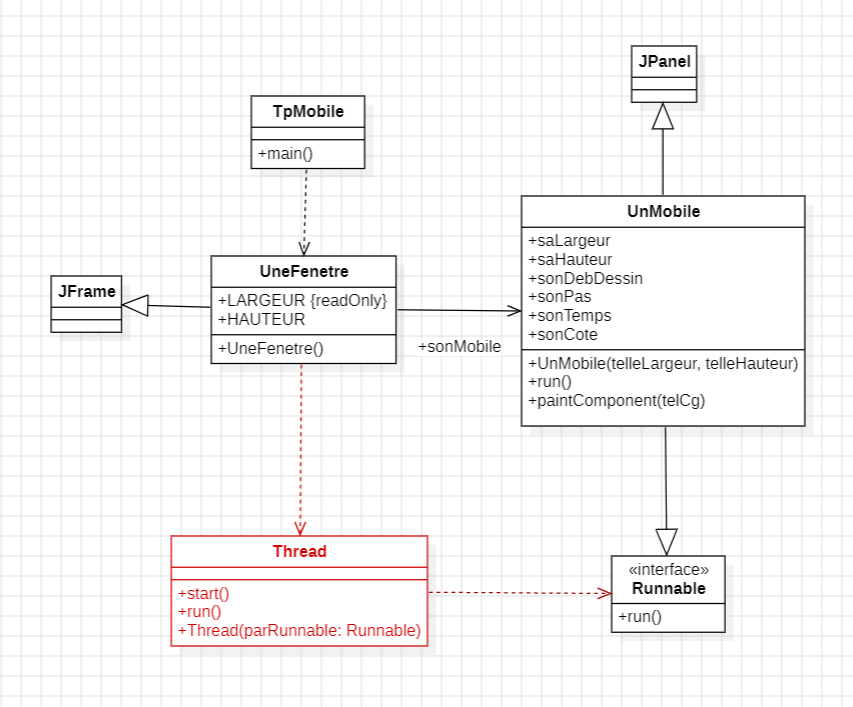 JPanel
TpMobile
+main()
UnMobile
+saLargeur
+saHauteur
+sonDebDessin
+sonPas
+sonTemps
+sonCote
+UnMobile(telleLargeur, telleHauteur)
+run()
+paintComponent(telCg)
UneFenetre
+LARGEUR {readOnly}
+HAUTEUR
+UneFenetre()
JFrame
+sonMobile
Thread
+start()
+run()
+Thread(parRunnable: Runnable)
«interface»
Runnable
+run()